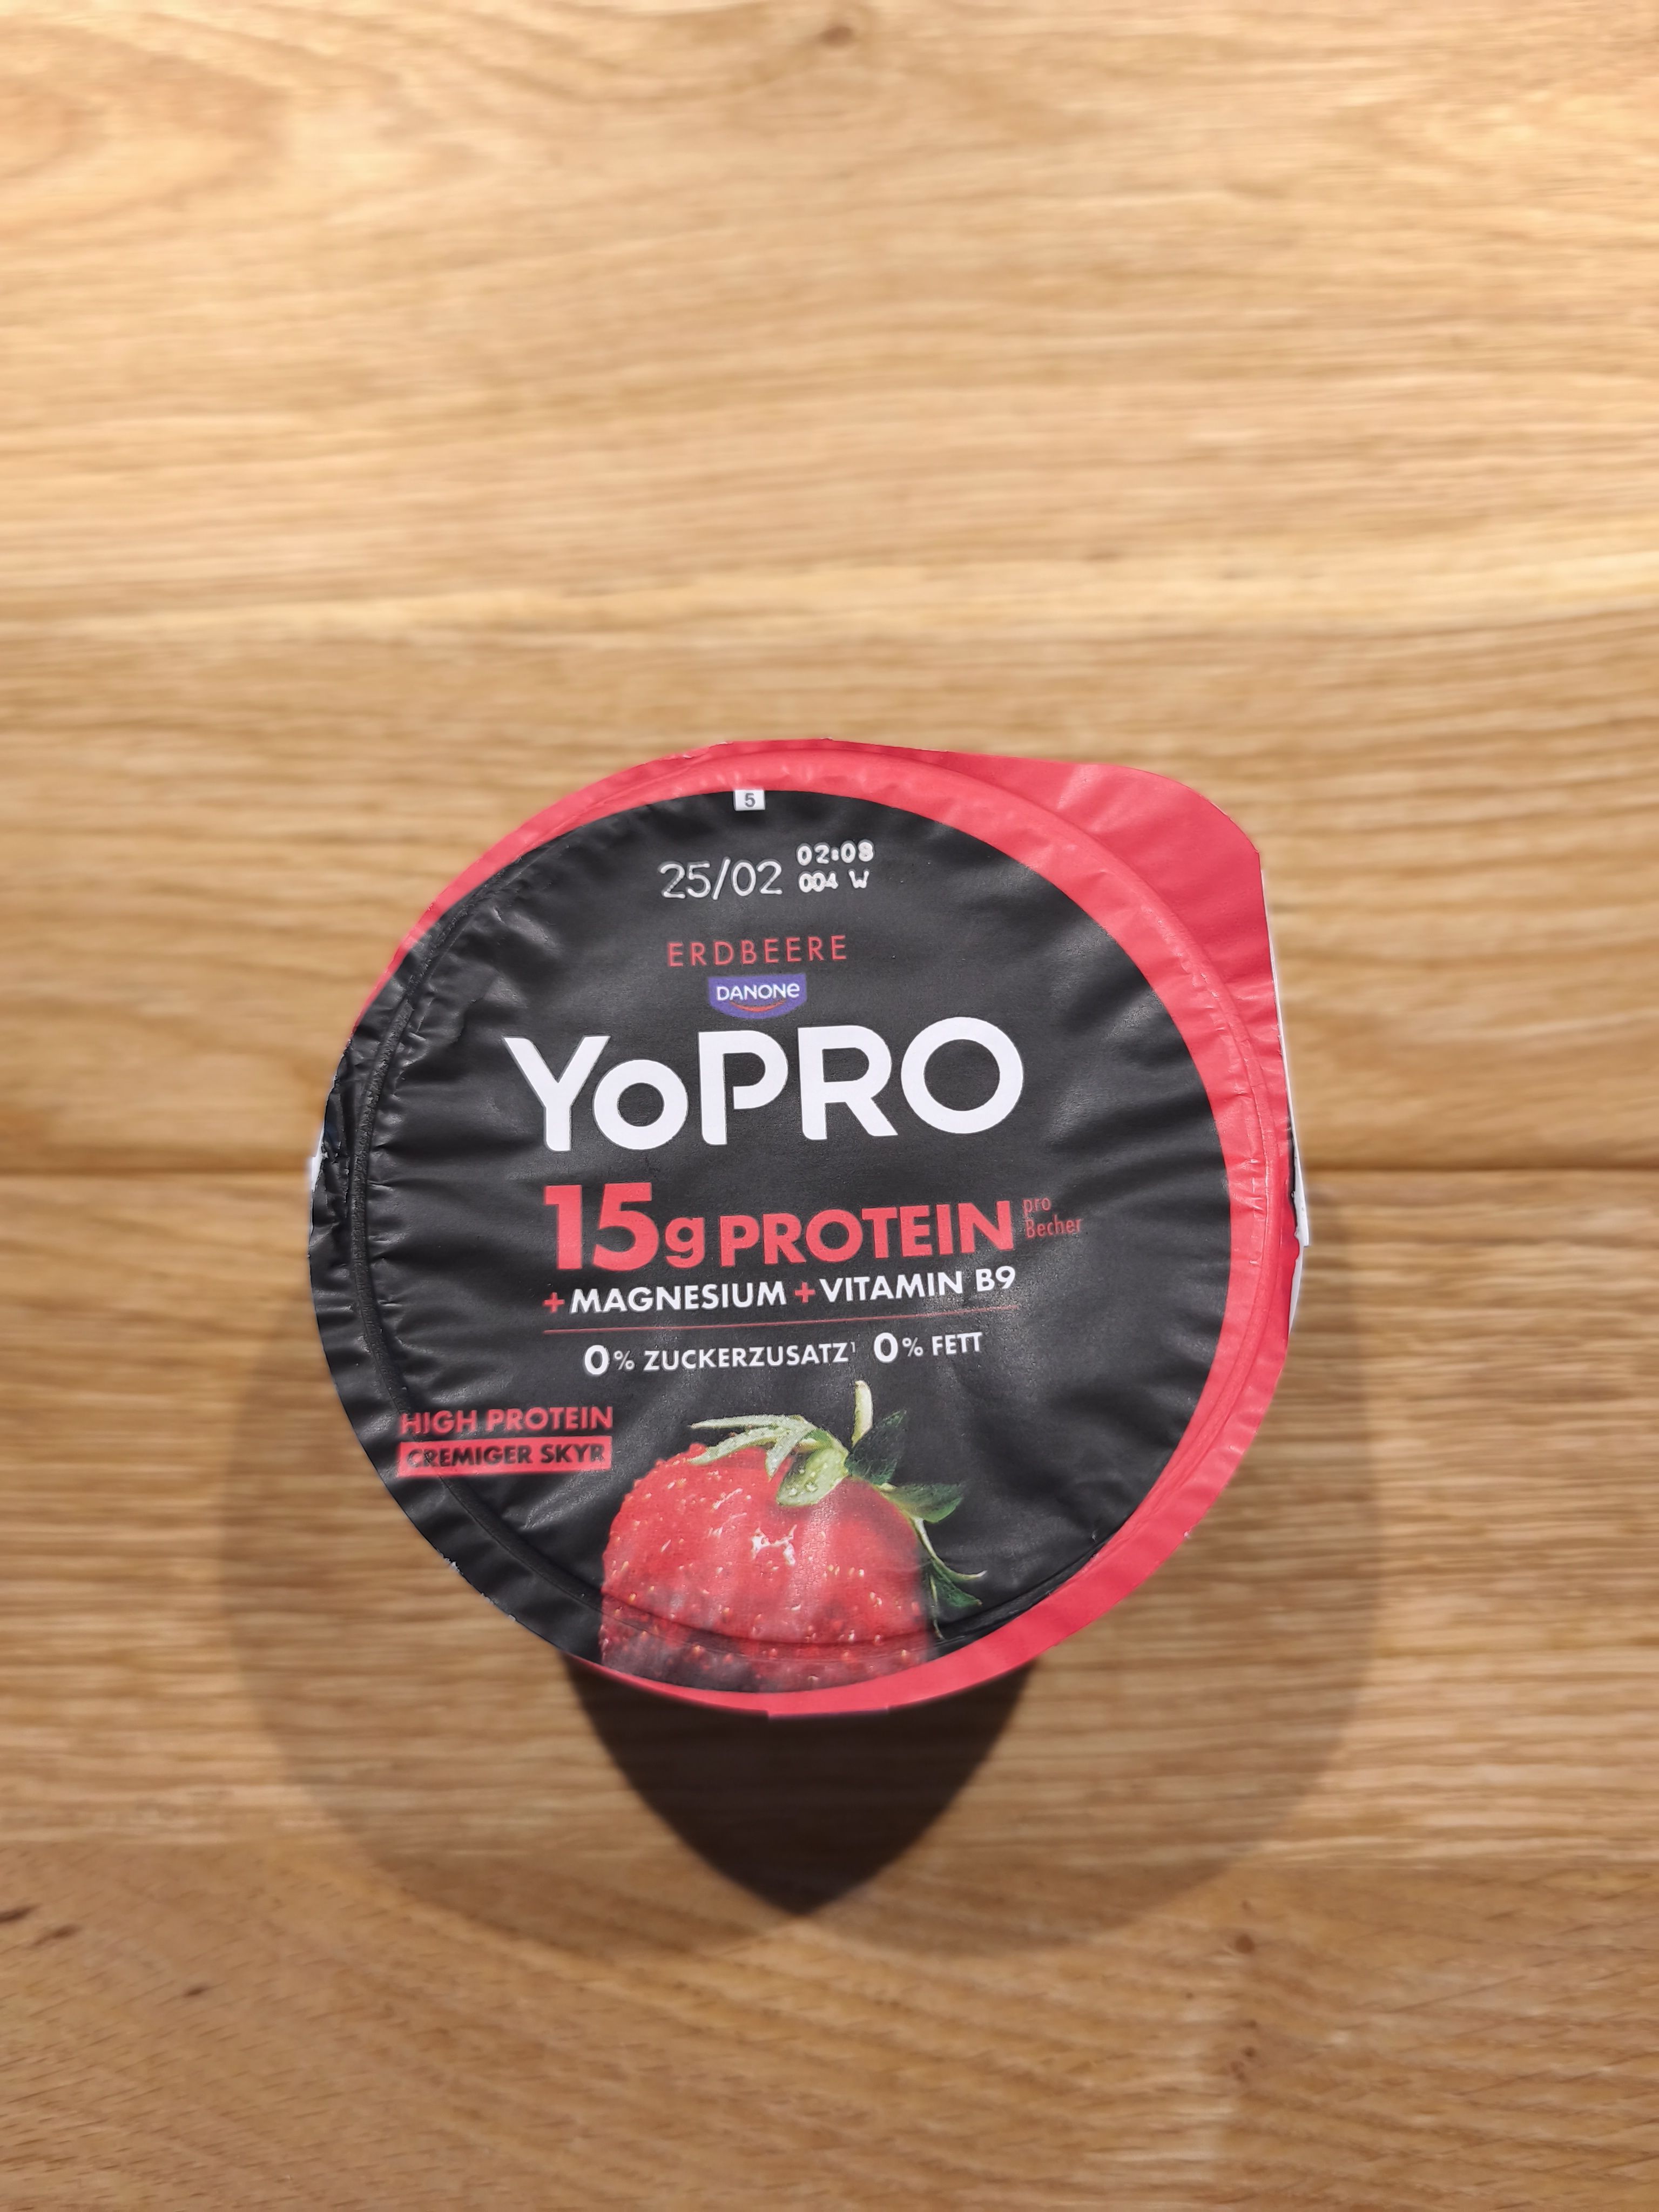 5
25/02 02:08
004 W
ERDBEERE
DANONE
YoPRO
15g PROTEIN pro
Becher
+MAGNESIUM +VITAMIN B9
0% ZUCKERZUSATZ¹ 0% FETT
HIGH PROTEIN
CREMIGER SKYR